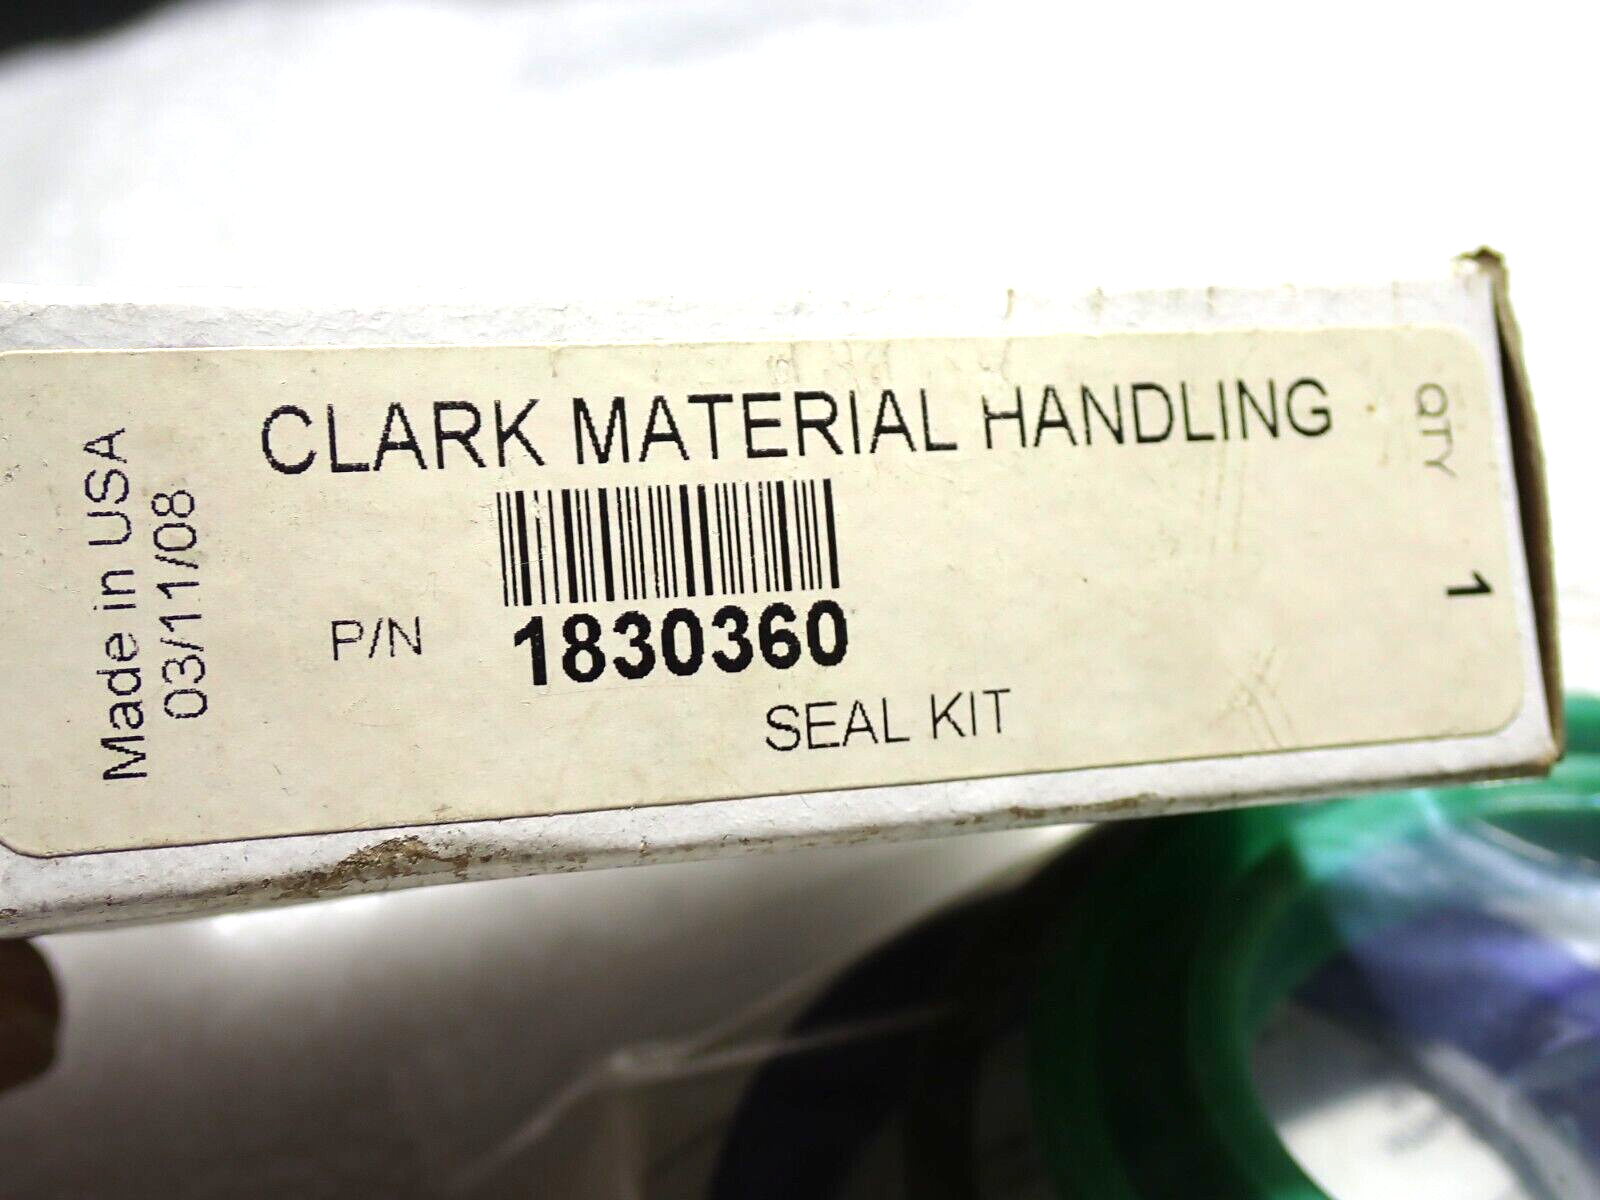 CLARK MATERIAL HANDLING
P/N 1830360
SEAL KIT
Made in USA
03/11/08
QTY 1